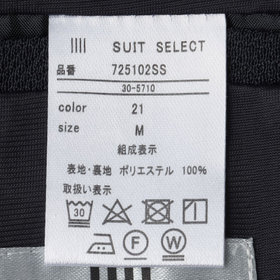 SUIT SELECT
品番 725102SS
30-5710
color 21
size M
組成表示
表地・裏地 ポリエステル 100%
取扱い表示
30
F W